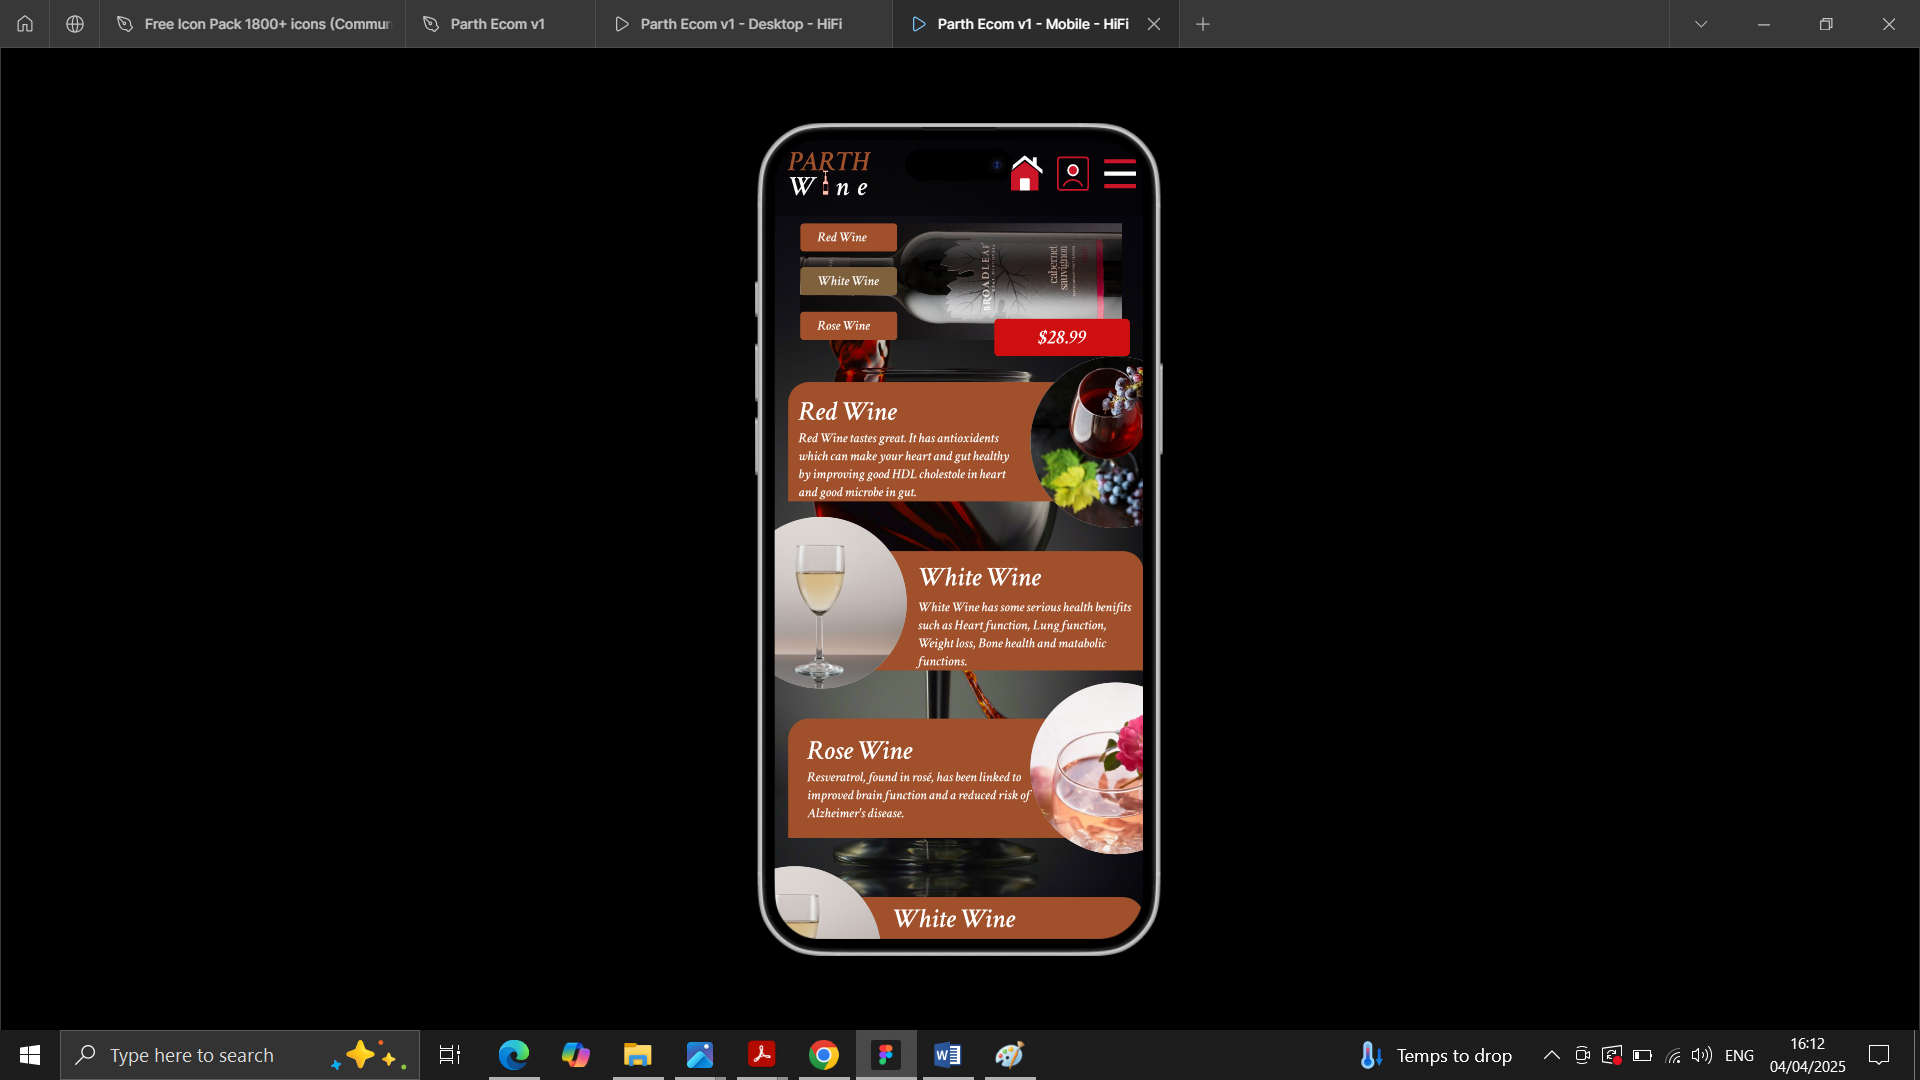 Free Icon Pack 1800+ icons (Commun
Parth Ecom v1
Parth Ecom v1 - Desktop - HiFi
Parth Ecom v1 - Mobile - HiFi
PARTH
W ne
Red Wine
White Wine
Rose Wine
BROADLEAF
cabernet
sauvignon
$28.99
Red Wine
Red Wine tastes great. It has antioxidents
which can make your heart and gut healthy
by improving good HDL cholestole in heart
and good microbe in gut.
White Wine
White Wine has some serious health benifits
such as Heart function, Lung function,
Weight loss, Bone health and matabolic
functions.
Rose Wine
Resveratrol, found in rosé, has been linked to
improved brain function and a reduced risk of
Alzheimer's disease.
White Wine
Type here to search
Temps to drop
ENG
16:12
04/04/2025